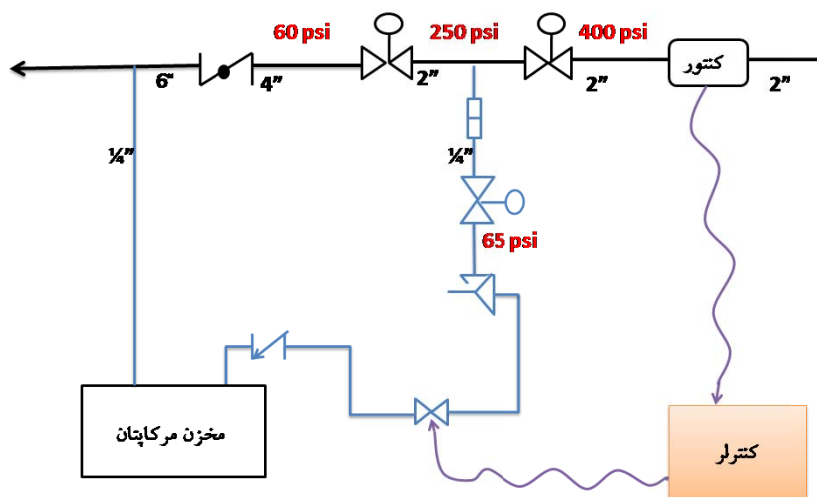 60 psi
250 psi
400 psi
کنتور
6“
4”
2”
2”
2”
¼”
¼”
65 psi
مخزن مرکاپتان
کنترلر